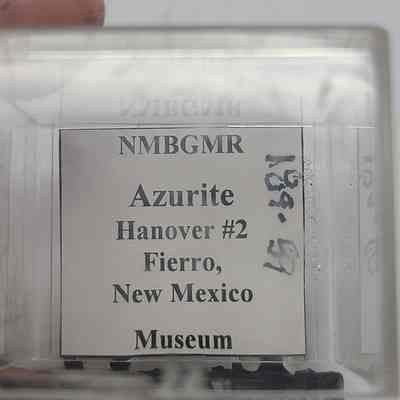 NMBGMR
Azurite
Hanover #2
Fierro,
New Mexico
Museum